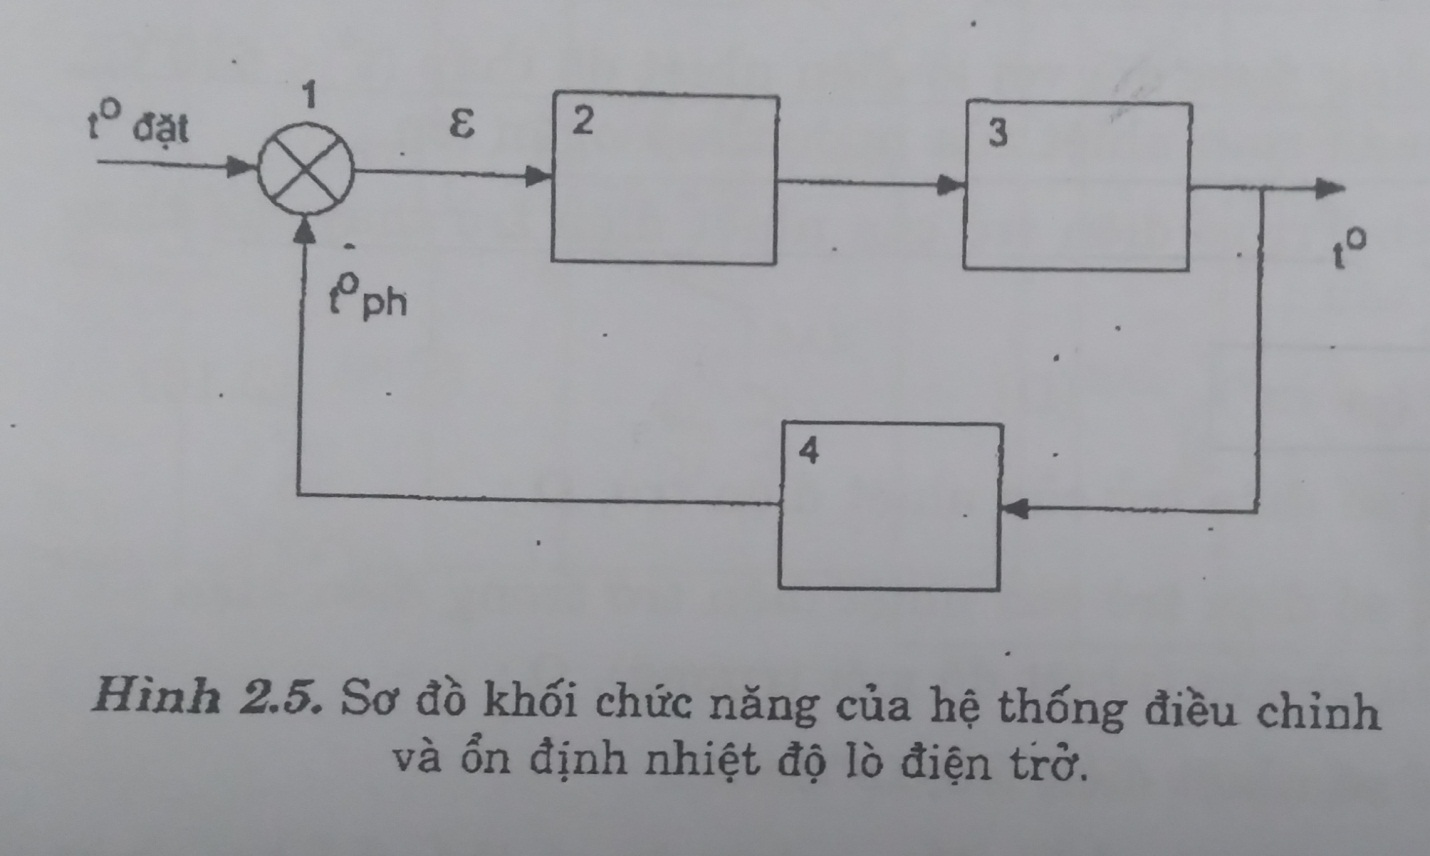 1
t° đặt
ε
2
3
t°
t°ph
4
Hình 2.5. Sơ đồ khối chức năng của hệ thống điều chỉnh
và ổn định nhiệt độ lò điện trở.